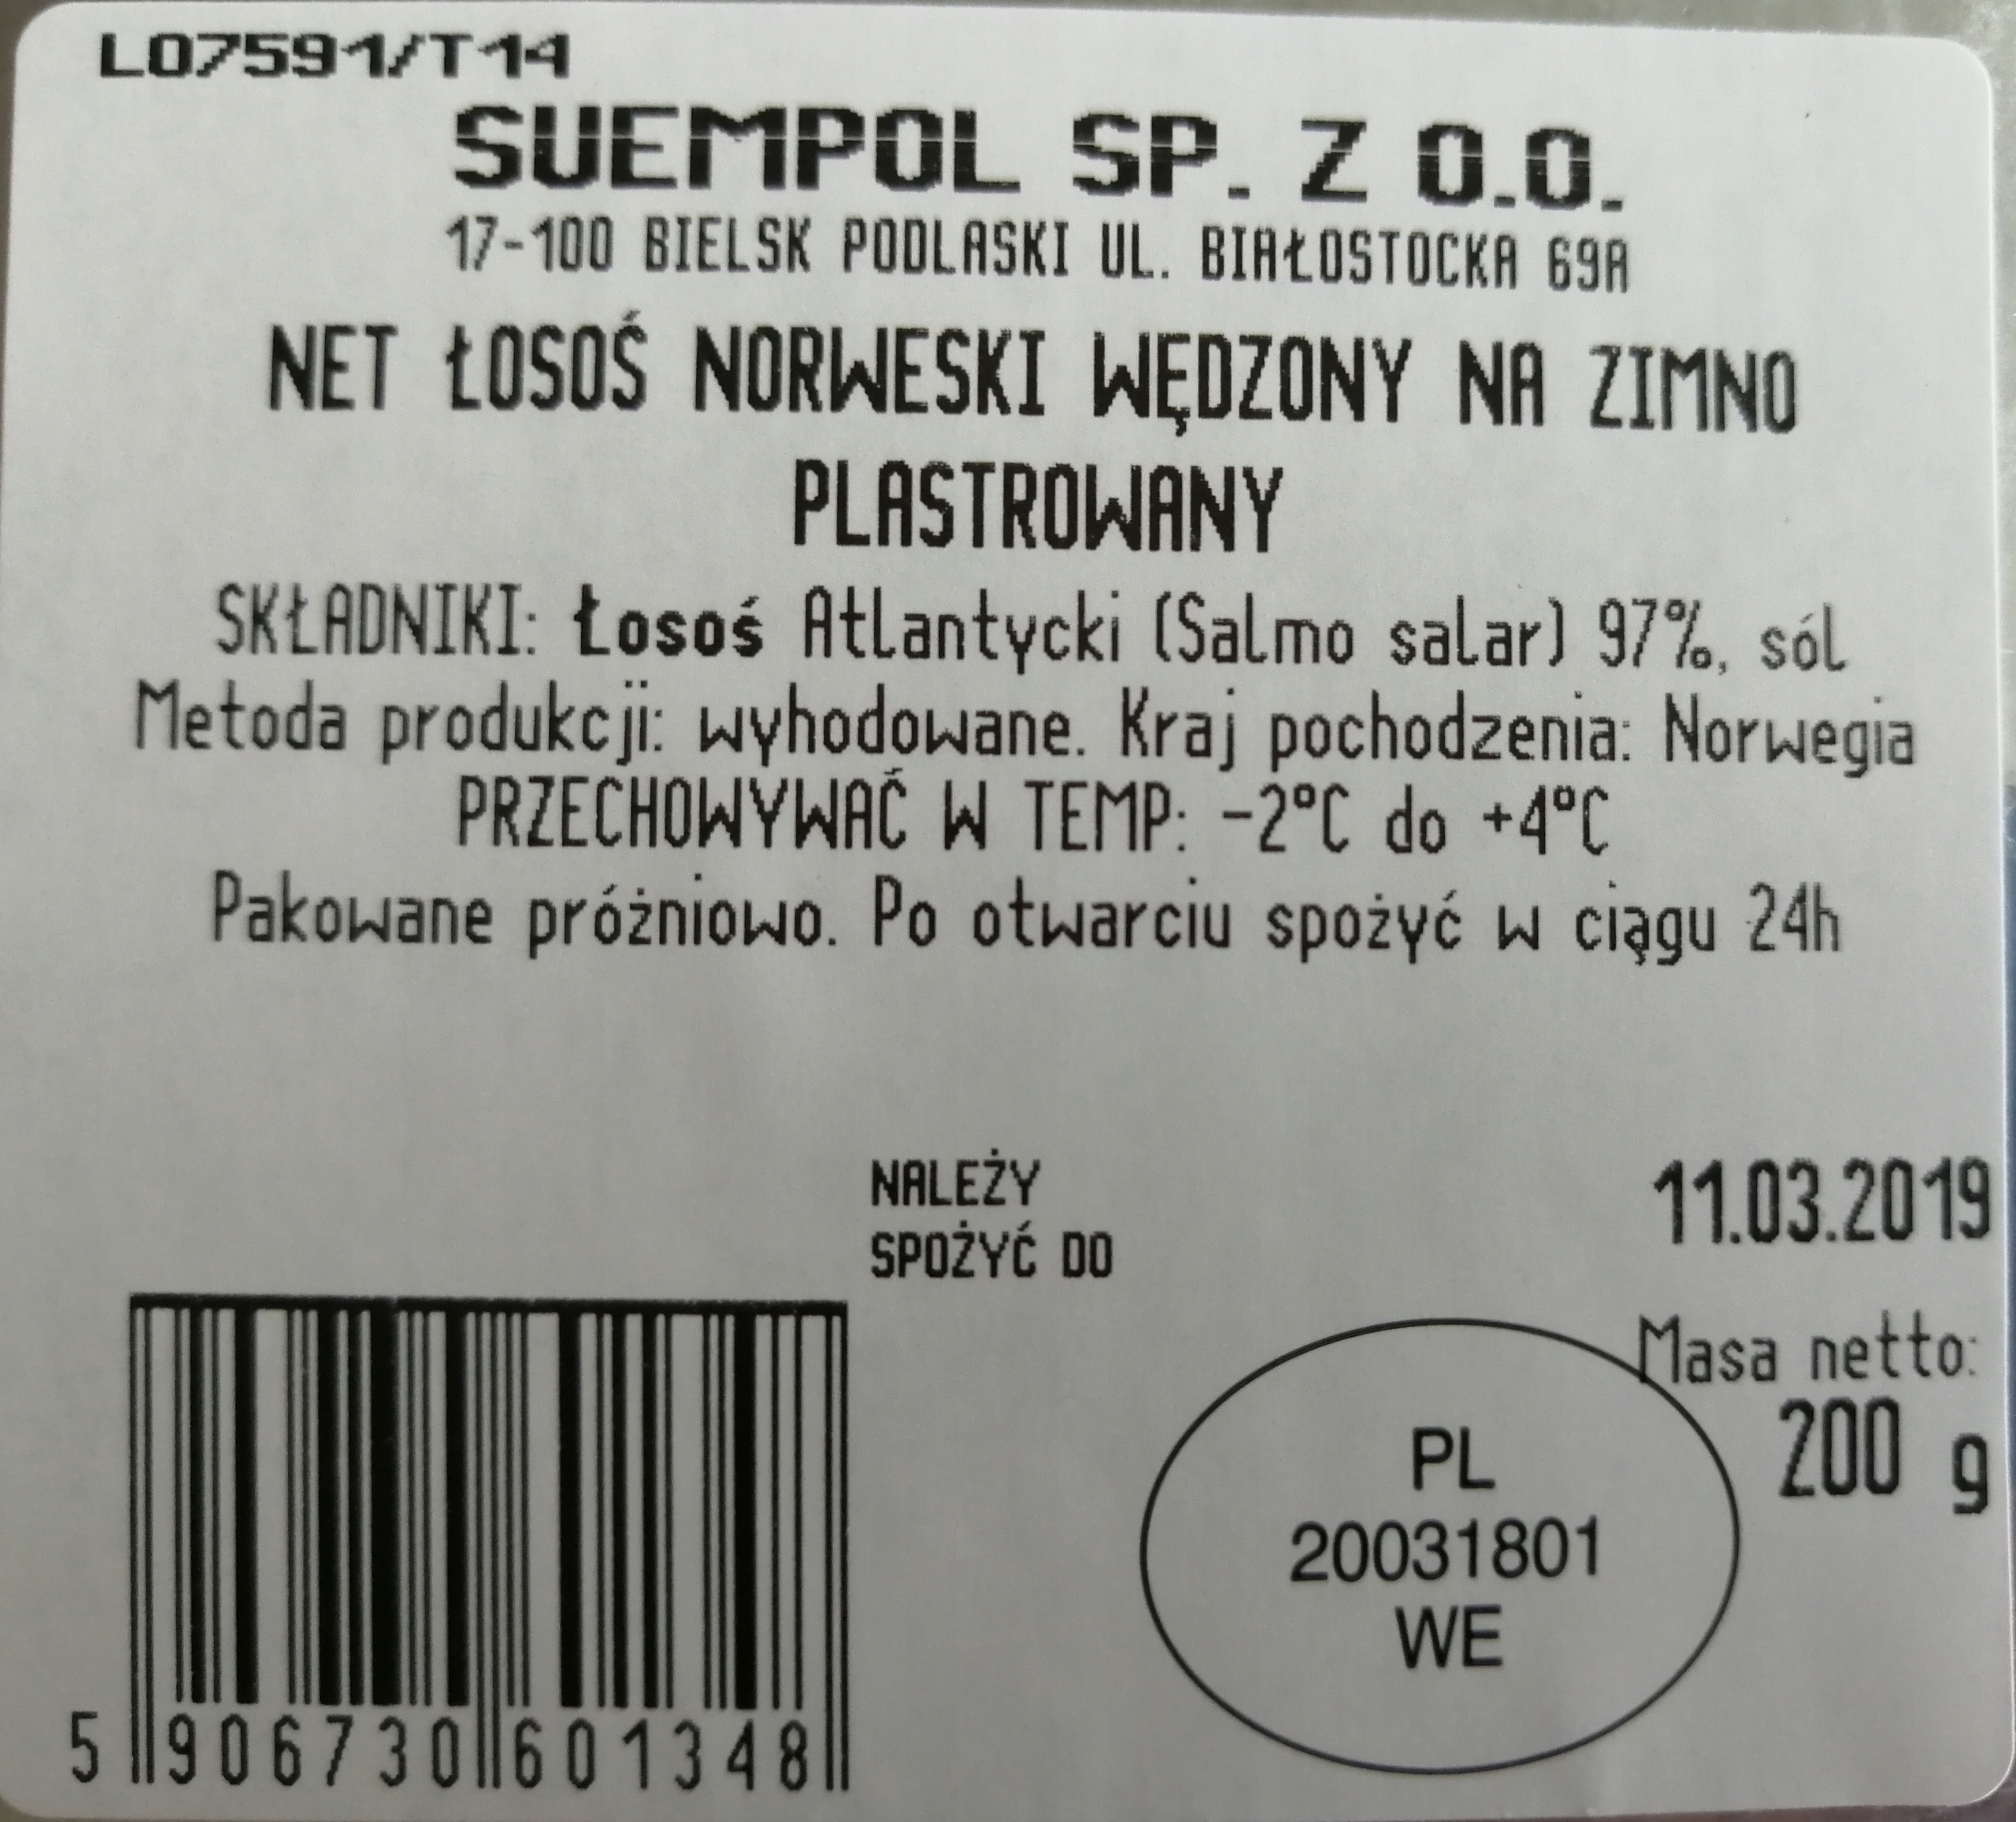 L07591/T14
SUEMPOL SP. Z O.O.
17-100 BIELSK PODLASKI UL. BIAŁOSTOCKA 69A
NET ŁOSOŚ NORWESKI WĘDZONY NA ZIMNO
PLASTROWANY
SKŁADNIKI: Łosoś Atlantycki (Salmo salar) 97%, sól
Metoda produkcji: wyhodowane. Kraj pochodzenia: Norwegia
PRZECHOWYWAĆ W TEMP: -2°C do +4°C
Pakowane próżniowo. Po otwarciu spożyć w ciągu 24h
NALEŻY
SPOŻYĆ DO
11.03.2019
Masa netto:
200 g
PL
20031801
WE
5 906730 601348